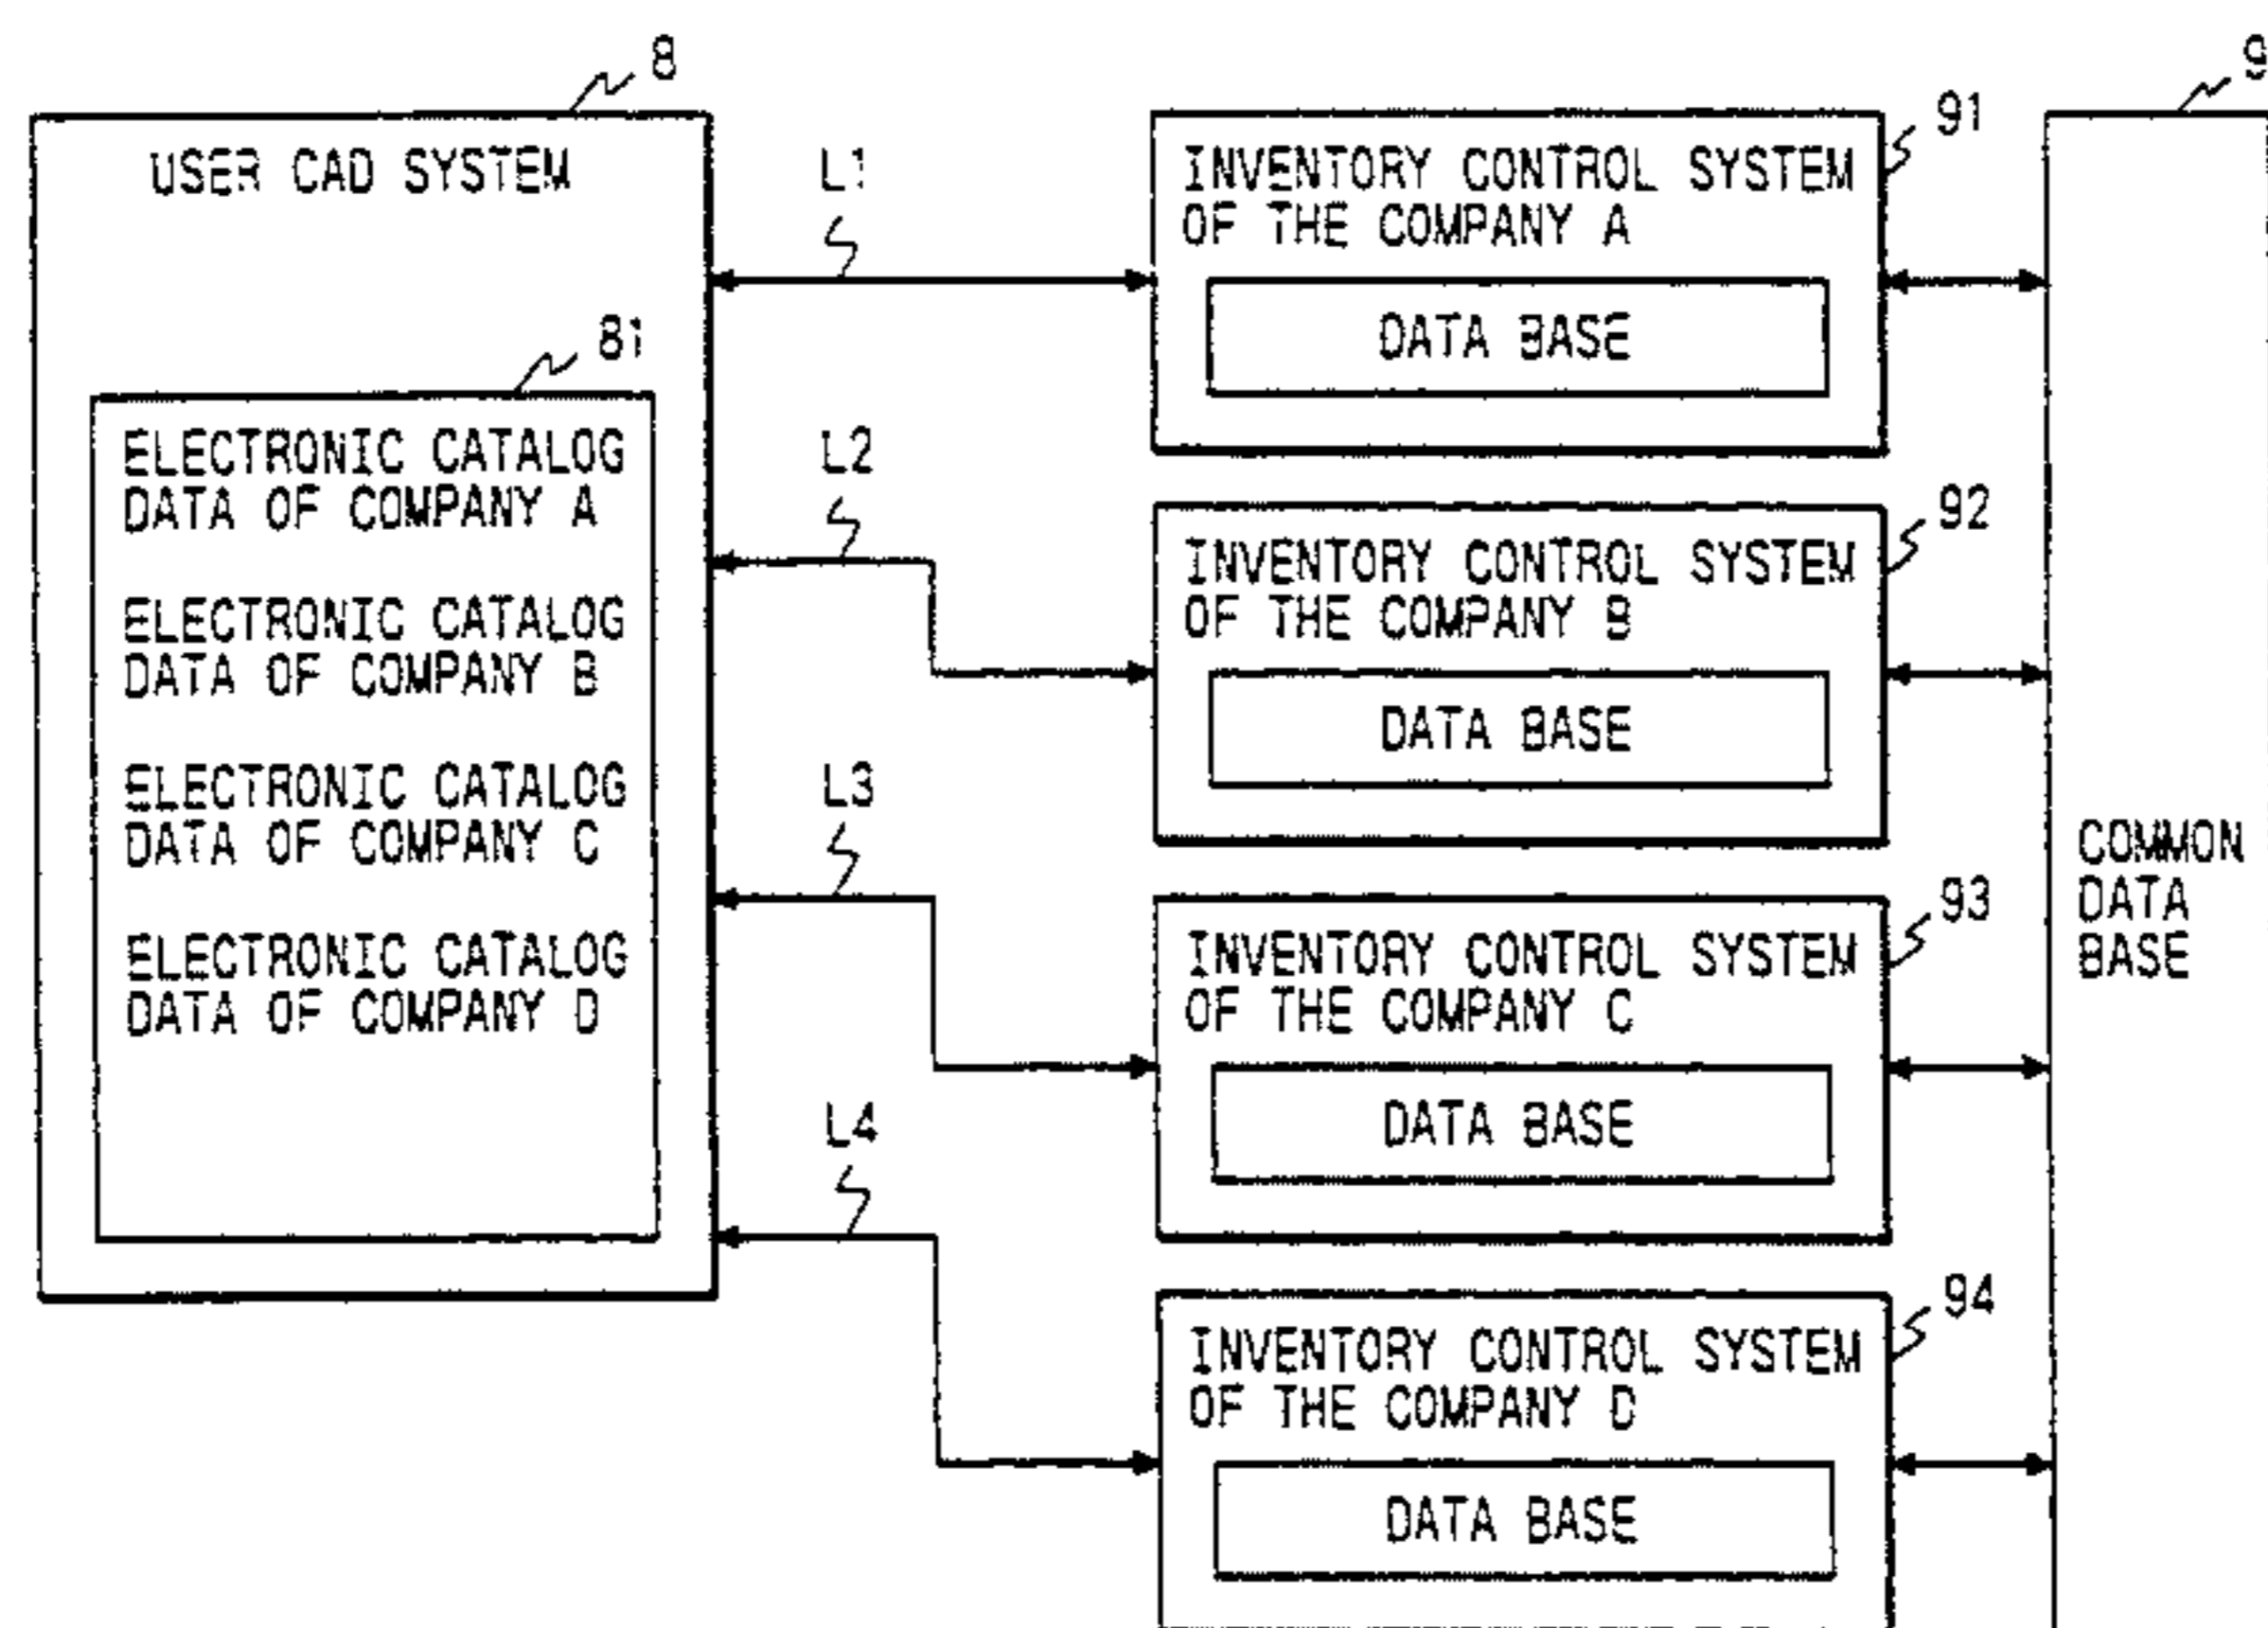 8
USER CAD SYSTEM
81
ELECTRONIC CATALOG
DATA OF COMPANY A
ELECTRONIC CATALOG
DATA OF COMPANY B
ELECTRONIC CATALOG
DATA OF COMPANY C
ELECTRONIC CATALOG
DATA OF COMPANY D
L1
L2
L3
L4
91
INVENTORY CONTROL SYSTEM
OF THE COMPANY A
DATA BASE
92
INVENTORY CONTROL SYSTEM
OF THE COMPANY B
DATA BASE
93
INVENTORY CONTROL SYSTEM
OF THE COMPANY C
DATA BASE
94
INVENTORY CONTROL SYSTEM
OF THE COMPANY D
DATA BASE
9
COMMON
DATA
BASE